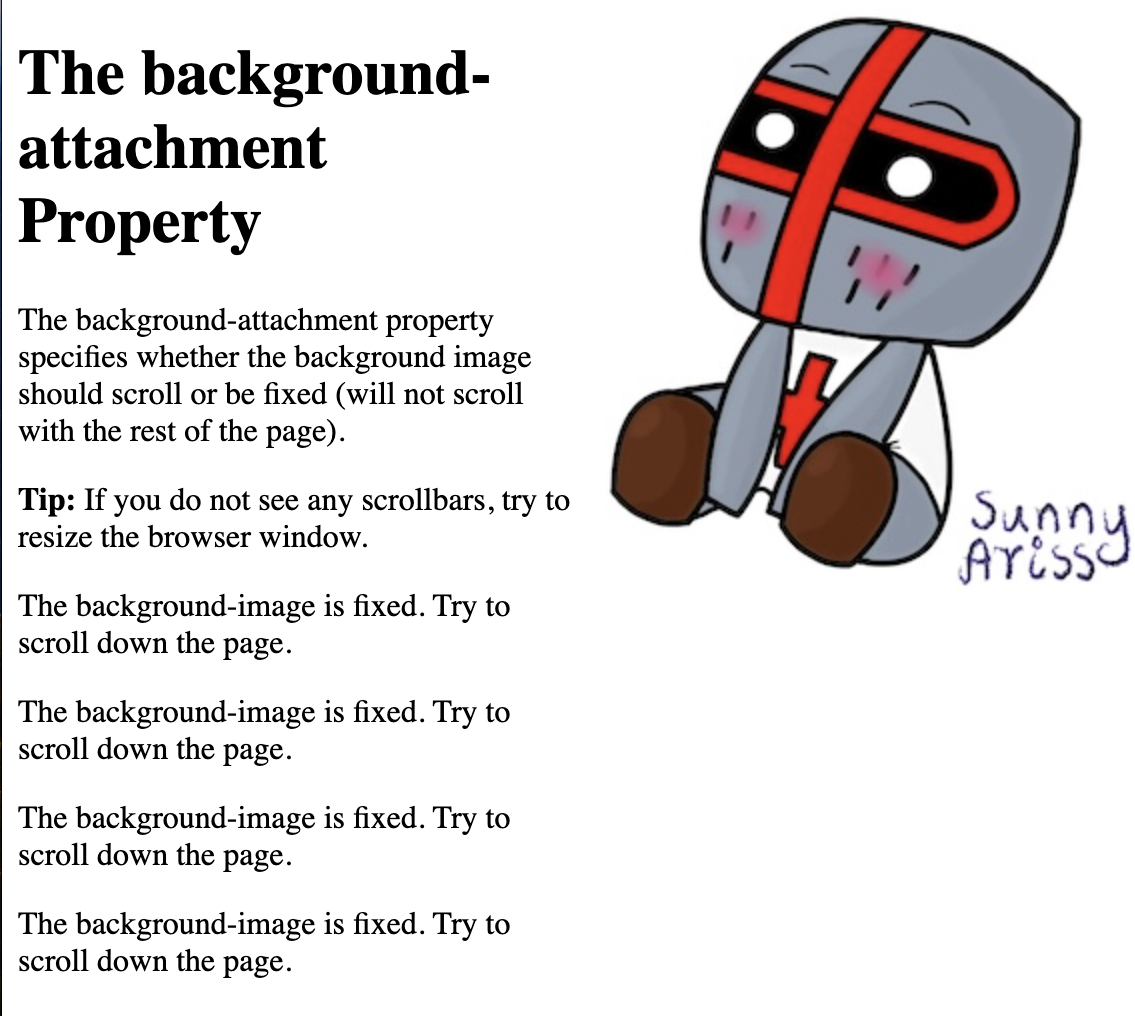 The background-
attachment
Property
The background-attachment property
specifies whether the background image
should scroll or be fixed (will not scroll
with the rest of the page).
Tip: If you do not see any scrollbars, try to
resize the browser window.
The background-image is fixed. Try to
scroll down the page.
The background-image is fixed. Try to
scroll down the page.
The background-image is fixed. Try to
scroll down the page.
The background-image is fixed. Try to
scroll down the page.
Sunny